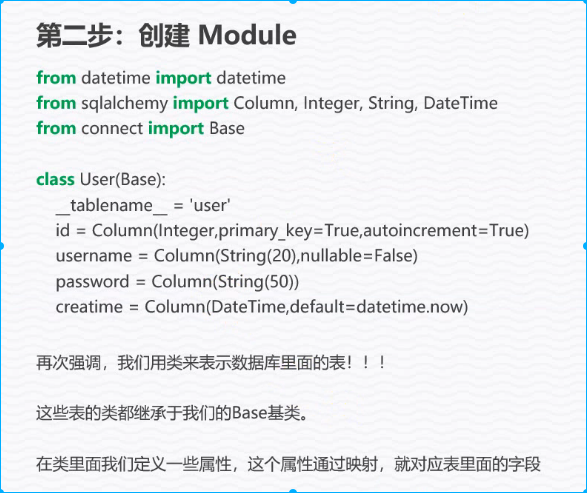 第二步：创建 Module
from datetime import datetime
from sqlalchemy import Column, Integer, String, DateTime
from connect import Base
class User(Base):
__tablename__ = 'user'
id = Column(Integer,primary_key=True,autoincrement=True)
username = Column(String(20),nullable=False)
password = Column(String(50))
creatime = Column(DateTime,default=datetime.now)
再次强调，我们用类来表示数据库里面的表！！！
这些表的类都继承于我们的Base基类。
在类里面我们定义一些属性，这个属性通过映射，就对应表里面的字段